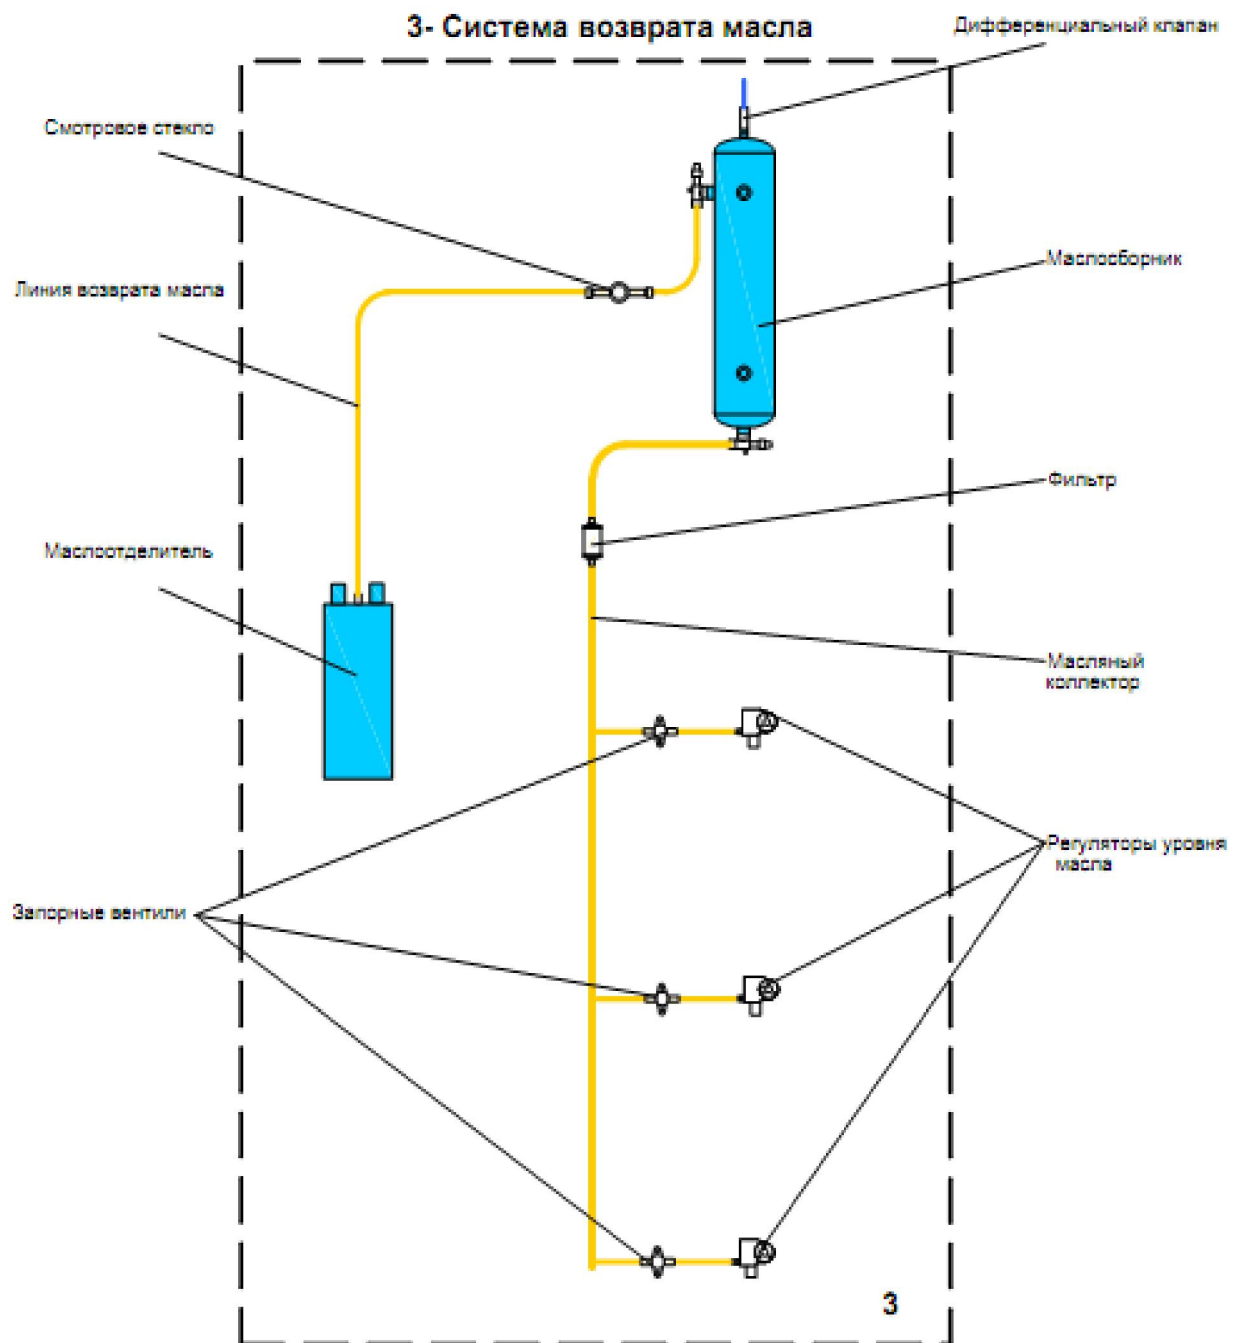 3- Система возврата масла
Дифференциальный клапан
Смотровое стекло
Маслосборник
Линия возврата масла
Фильтр
Маслоотделитель
Масляный
коллектор
Регуляторы уровня
масла
Запорные вентили
3